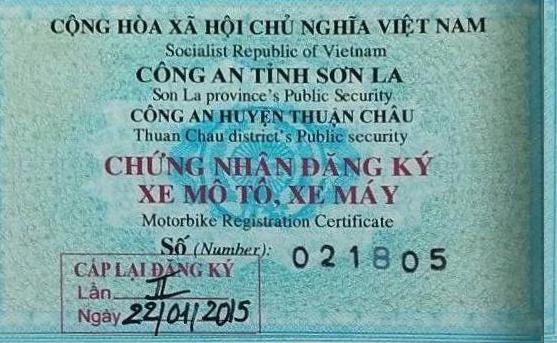 CỘNG HÒA XÃ HỘI CHỦ NGHĨA VIỆT NAM
Socialist Republic of Vietnam
CÔNG AN TỈNH SƠN LA
Son La province's Public Security
CÔNG AN HUYỆN THUẬN CHÂU
Thuan Chau district's Public security
CHỨNG NHẬN ĐĂNG KÝ
XE MÔ TÔ, XE MÁY
Motorbike Registration Certificate
Số (Number): 021805
CẤP LẠI ĐĂNG KÝ
Lần II
Ngày 22/01/2015